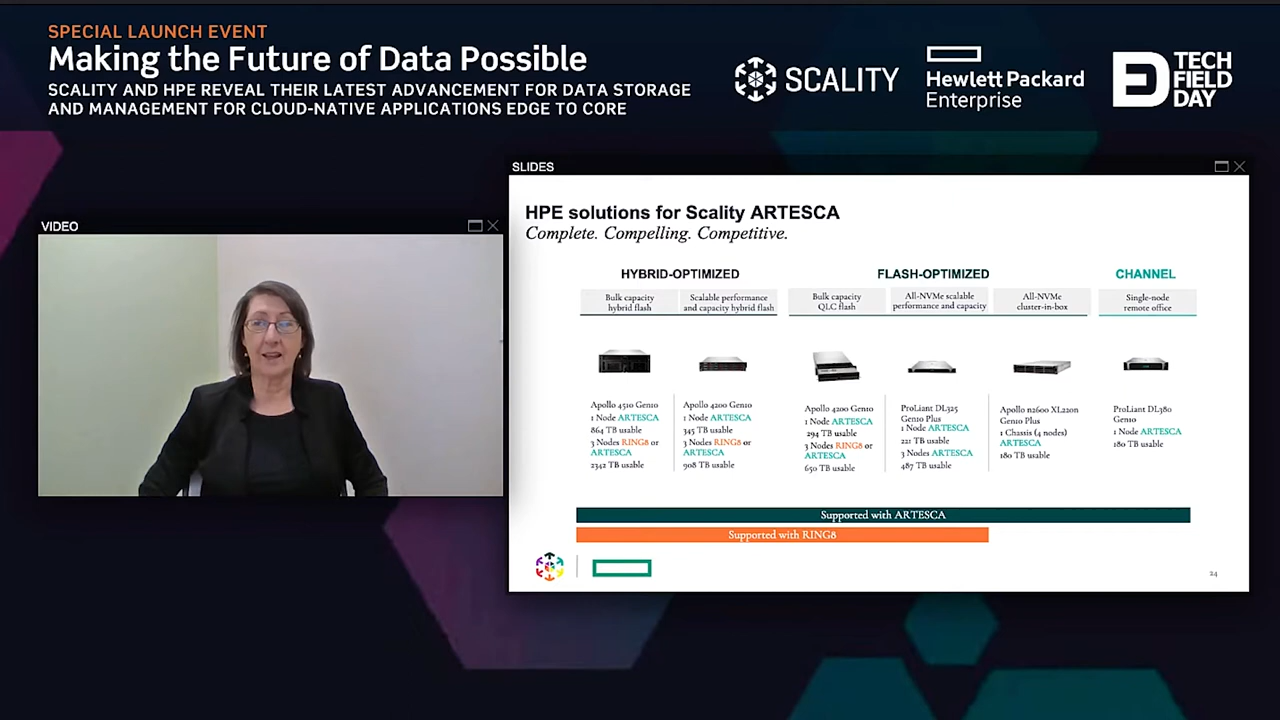 SPECIAL LAUNCH EVENT
Making the Future of Data Possible
SCALITY AND HPE REVEAL THEIR LATEST ADVANCEMENT FOR DATA STORAGE
AND MANAGEMENT FOR CLOUD-NATIVE APPLICATIONS EDGE TO CORE
SCALITY
Hewlett Packard
Enterprise
TECH
FIELD
DAY
VIDEO
SLIDES
HPE solutions for Scality ARTESCA
Complete. Compelling. Competitive.
HYBRID-OPTIMIZED
FLASH-OPTIMIZED
CHANNEL
Bulk capacity
hybrid flash
Scalable performance
and capacity hybrid flash
Bulk capacity
QLC flash
All-NVMe scalable
performance and capacity
All-NVMe
cluster-in-box
Single-node
remote office
Apollo 4510 Gen10
1 Node ARTESCA
864 TB usable
3 Nodes RING8 or
ARTESCA
2342 TB usable
Apollo 4200 Gen10
1 Node ARTESCA
345 TB usable
3 Nodes RING8 or
ARTESCA
908 TB usable
Apollo 4200 Gen10
1 Node ARTESCA
294 TB usable
3 Nodes RING8 or
ARTESCA
650 TB usable
ProLiant DL325
Gen10 Plus
1 Node ARTESCA
221 TB usable
3 Nodes ARTESCA
487 TB usable
Apollo n2600 XL220n
Gen10 Plus
1 Chassis (4 nodes)
ARTESCA
180 TB usable
ProLiant DL380
Gen10
1 Node ARTESCA
180 TB usable
Supported with ARTESCA
Supported with RING8
24